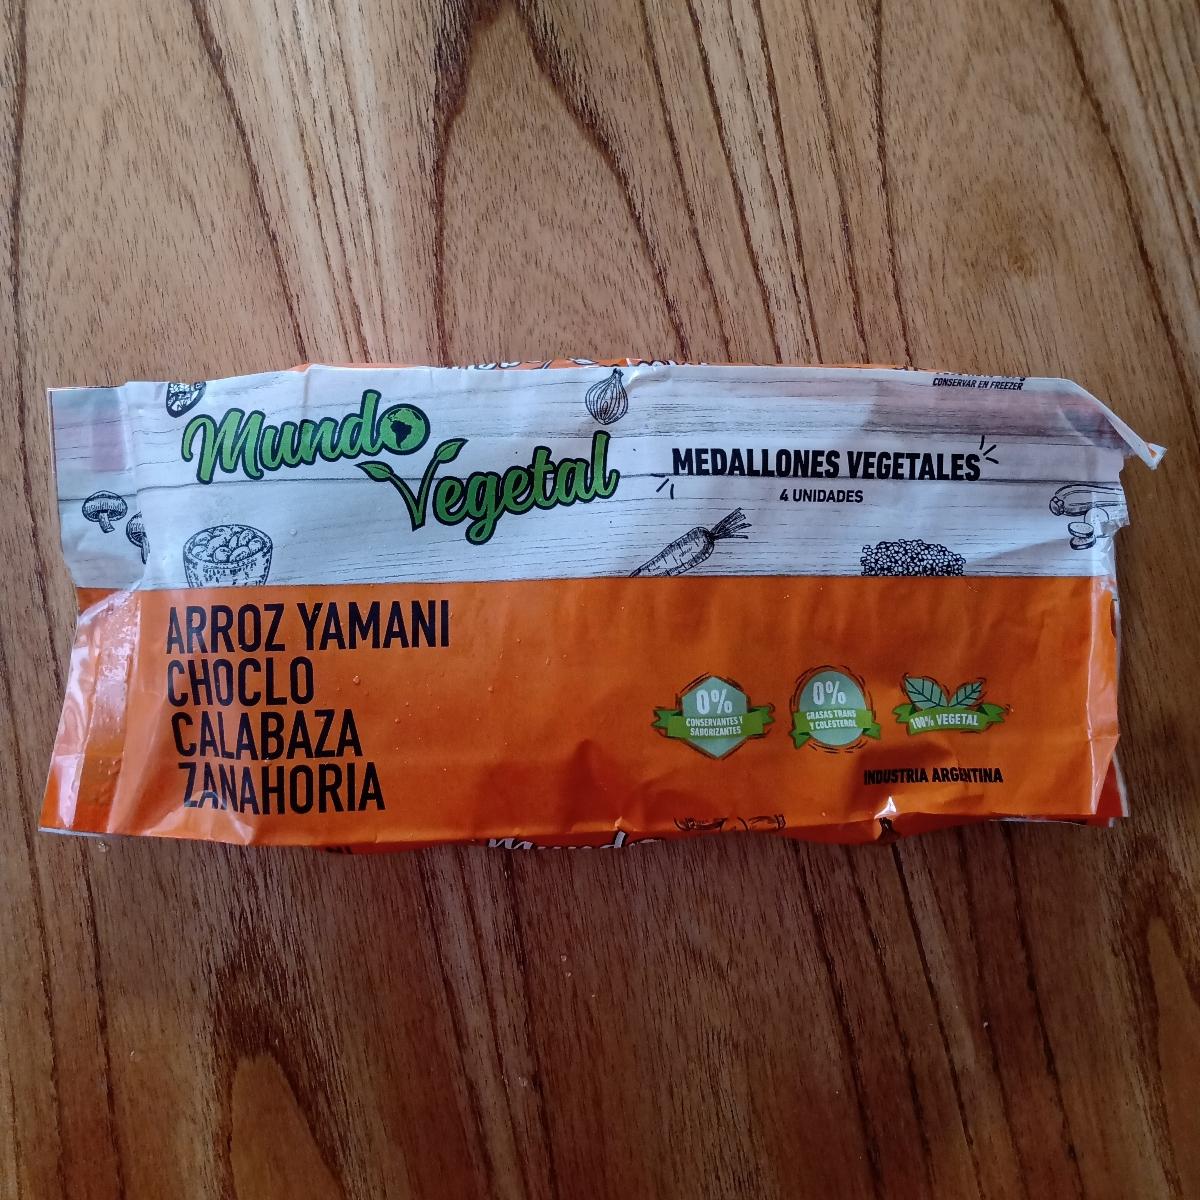 CONSERVAR EN FREEZER
Mundo
Vegetal
MEDALLONES VEGETALES
4 UNIDADES
ARROZ YAMANI
CHOCLO
CALABAZA
ZANAHORIA
0%
CONSERVANTES Y
SABORIZANTES
0%
GRASAS TRANS
Y COLESTEROL
100% VEGETAL
INDUSTRIA ARGENTINA
Mundo